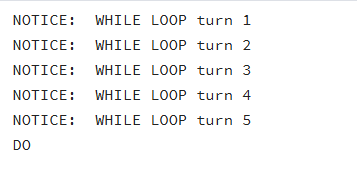 NOTICE:  WHILE LOOP turn 1
NOTICE:  WHILE LOOP turn 2
NOTICE:  WHILE LOOP turn 3
NOTICE:  WHILE LOOP turn 4
NOTICE:  WHILE LOOP turn 5
DO